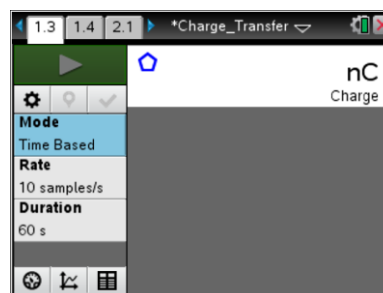 1.3 1.4 2.1 *Charge_Transfer
nC
Charge
Mode
Time Based
Rate
10 samples/s
Duration
60 s